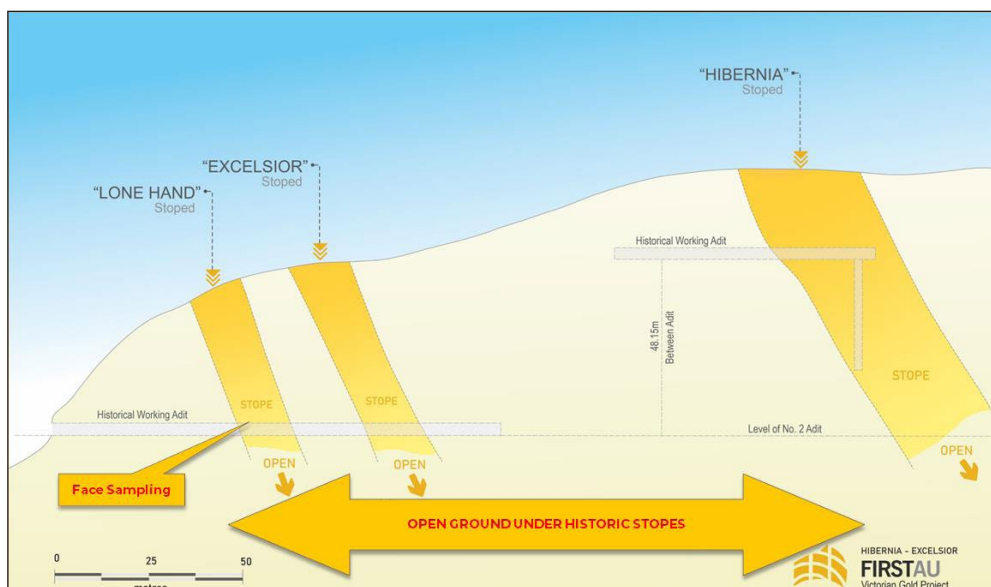 "HIBERNIA"
Stoped
"EXCELSIOR"
Stoped
"LONE HAND"
Stoped
Historical Working Adit
48.15m
Between Adit
STOPE
STOPE
STOPE
Historical Working Adit
Level of No. 2 Adit
OPEN
OPEN
OPEN
Face Sampling
OPEN GROUND UNDER HISTORIC STOPES
0
25
50
metres
HIBERNIA - EXCELSIOR
FIRSTAU
Victorian Gold Project